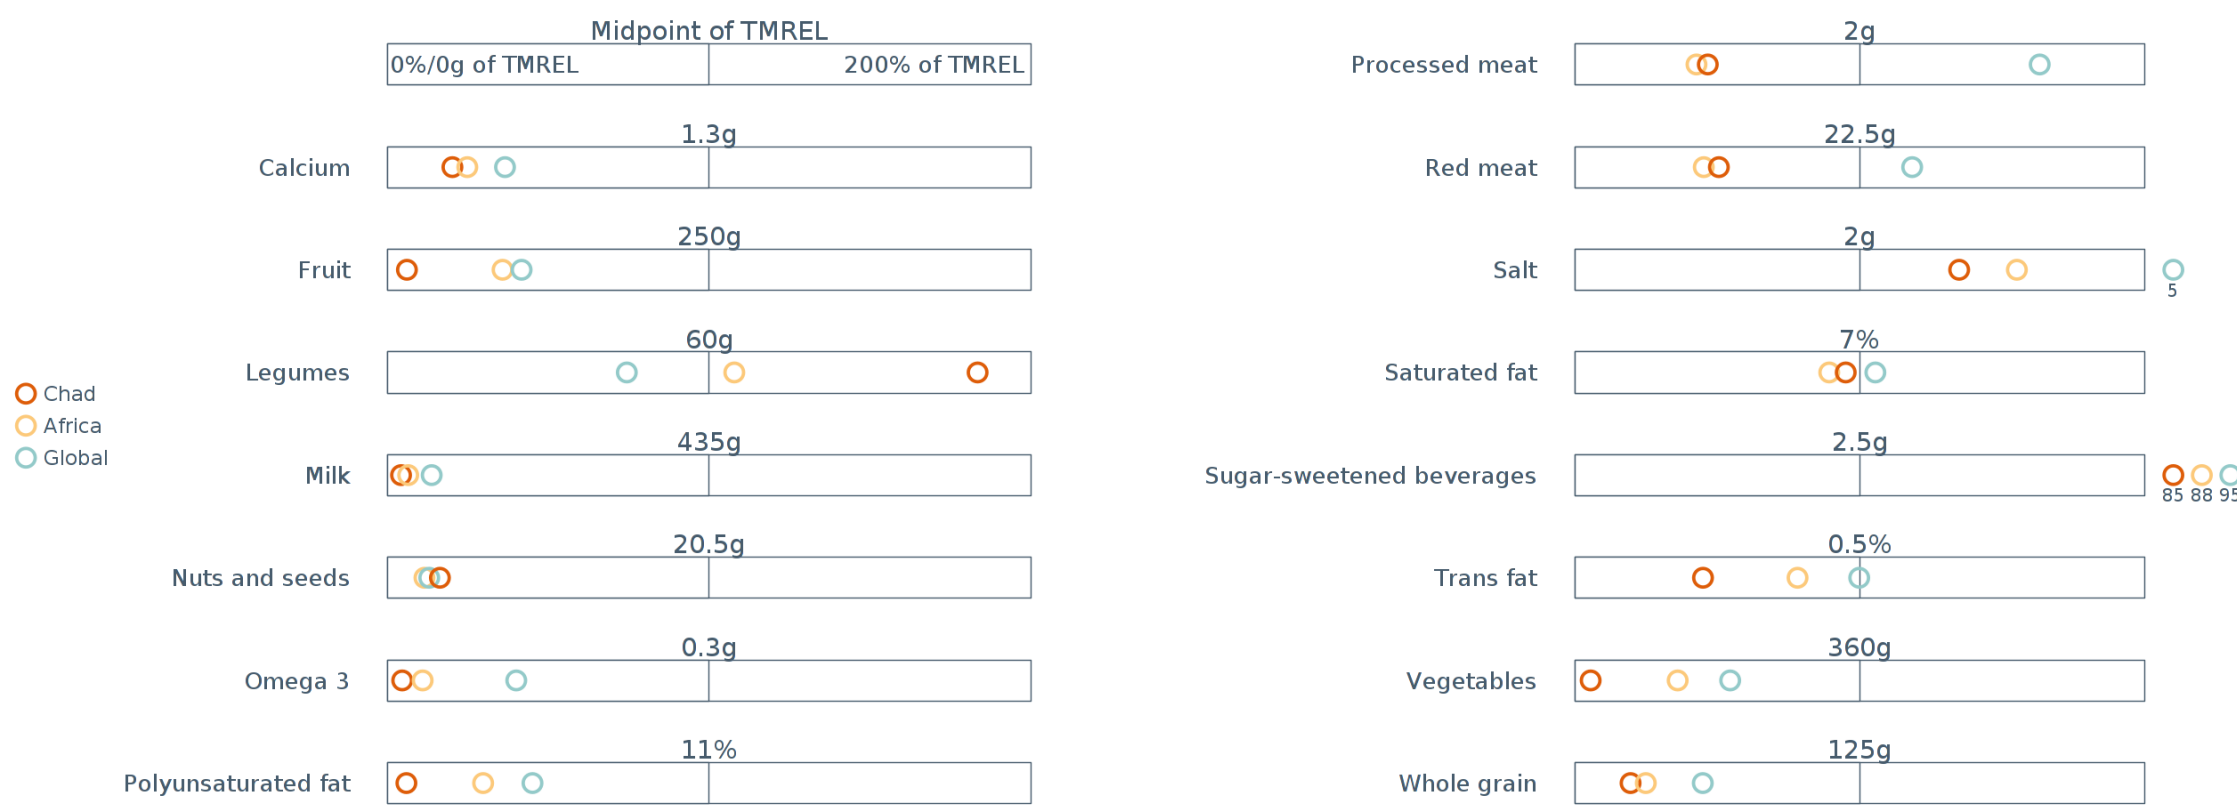 Midpoint of TMREL
0%/0g of TMREL 200% of TMREL
1.3g
Calcium
250g
Fruit
60g
Legumes
435g
Milk
20.5g
Nuts and seeds
0.3g
Omega 3
11%
Polyunsaturated fat
Chad
Africa
Global
2g
Processed meat
22.5g
Red meat
2g
Salt
5
7%
Saturated fat
2.5g
Sugar-sweetened beverages
85 88 95
0.5%
Trans fat
360g
Vegetables
125g
Whole grain